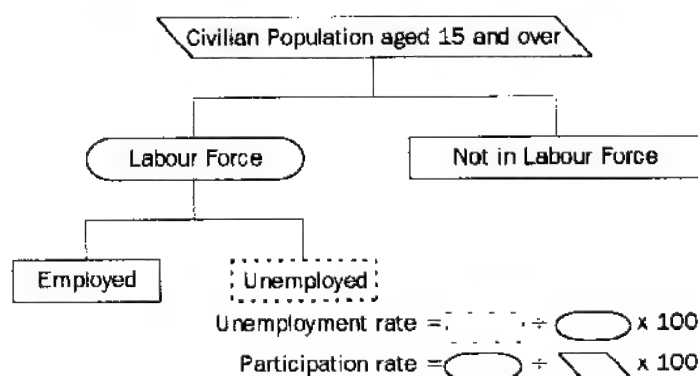 Civilian Population aged 15 and over
Labour Force
Not in Labour Force
Employed
Unemployed
Unemployment rate = ÷ x 100
Participation rate = ÷ x 100